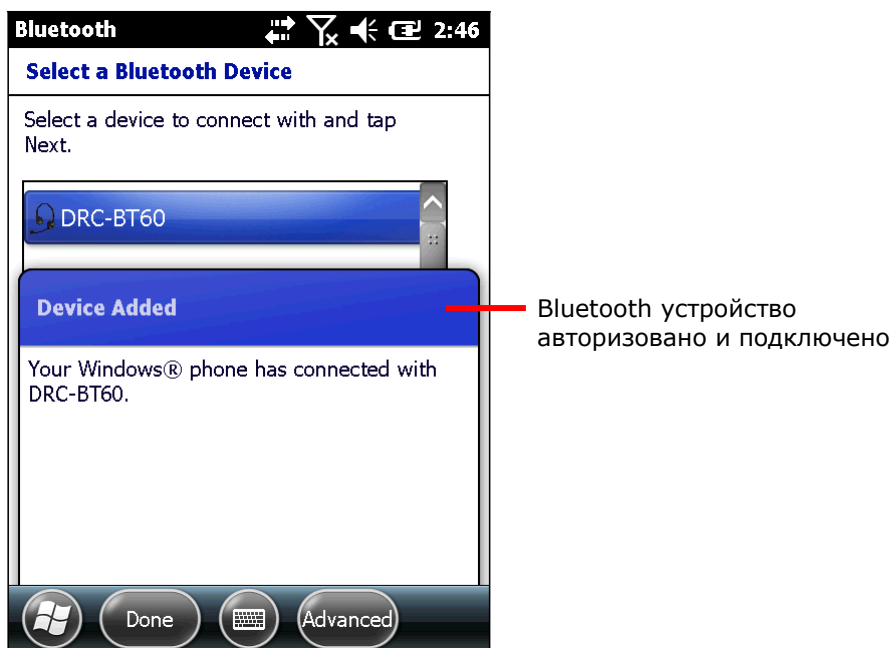 Bluetooth 2:46
Select a Bluetooth Device
Select a device to connect with and tap
Next.
DRC-BT60
Device Added
Bluetooth устройство
авторизовано и подключено
Your Windows® phone has connected with
DRC-BT60.
Done Advanced